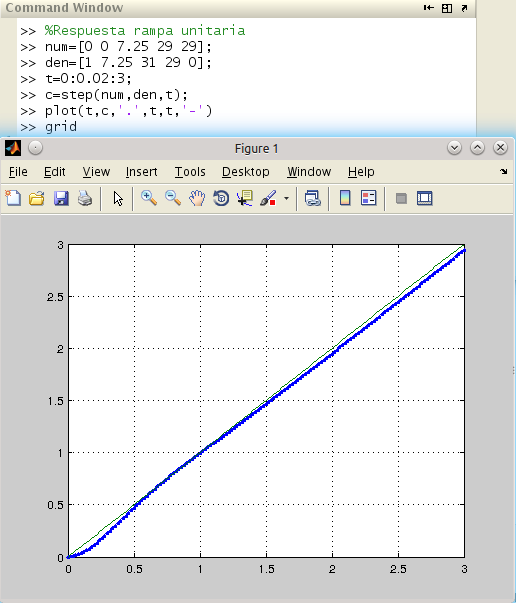 Command Window
>> %Respuesta rampa unitaria
>> num=[0 0 7.25 29 29];
>> den=[1 7.25 31 29 0];
>> t=0:0.02:3;
>> c=step(num,den,t);
>> plot(t,c,'.',t,t,'-')
>> grid
Figure 1
File Edit View Insert Tools Desktop Window Help
3
2.5
2
1.5
1
0.5
0
0 0.5 1 1.5 2 2.5 3